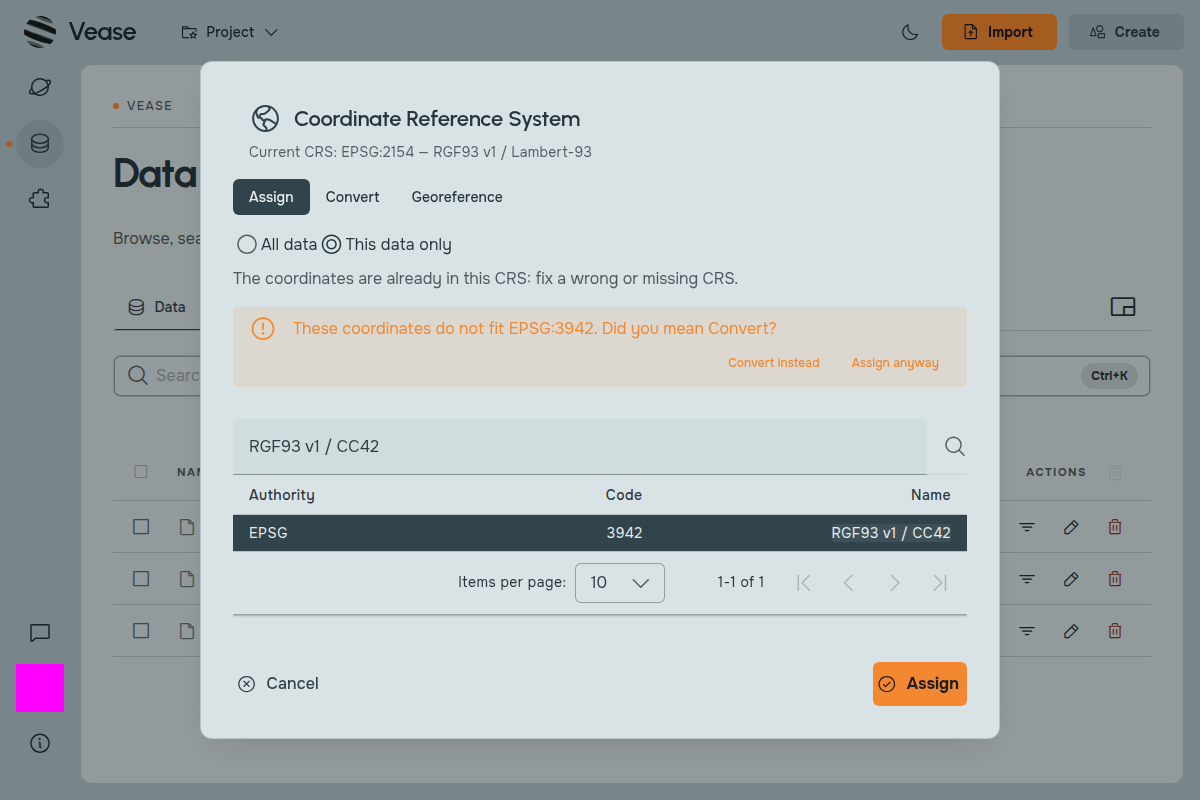 Vease
Project
Import
Create
VEASE
Data
Browse, sea
Data
Searc
Ctrl+K
NAM
ACTIONS
Coordinate Reference System
Current CRS: EPSG:2154 — RGF93 v1 / Lambert-93
Assign
Convert
Georeference
All data
This data only
The coordinates are already in this CRS: fix a wrong or missing CRS.
These coordinates do not fit EPSG:3942. Did you mean Convert?
Convert instead
Assign anyway
RGF93 v1 / CC42
Authority
Code
Name
EPSG
3942
RGF93 v1 / CC42
Items per page:
10
1-1 of 1
Cancel
Assign